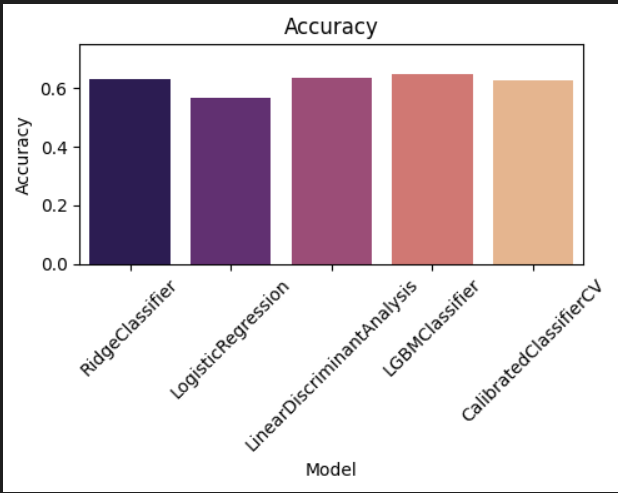 Accuracy
Accuracy
0.6
0.4
0.2
0.0
RidgeClassifier
LogisticRegression
LinearDiscriminantAnalysis
LGBMClassifier
CalibratedClassifierCV
Model